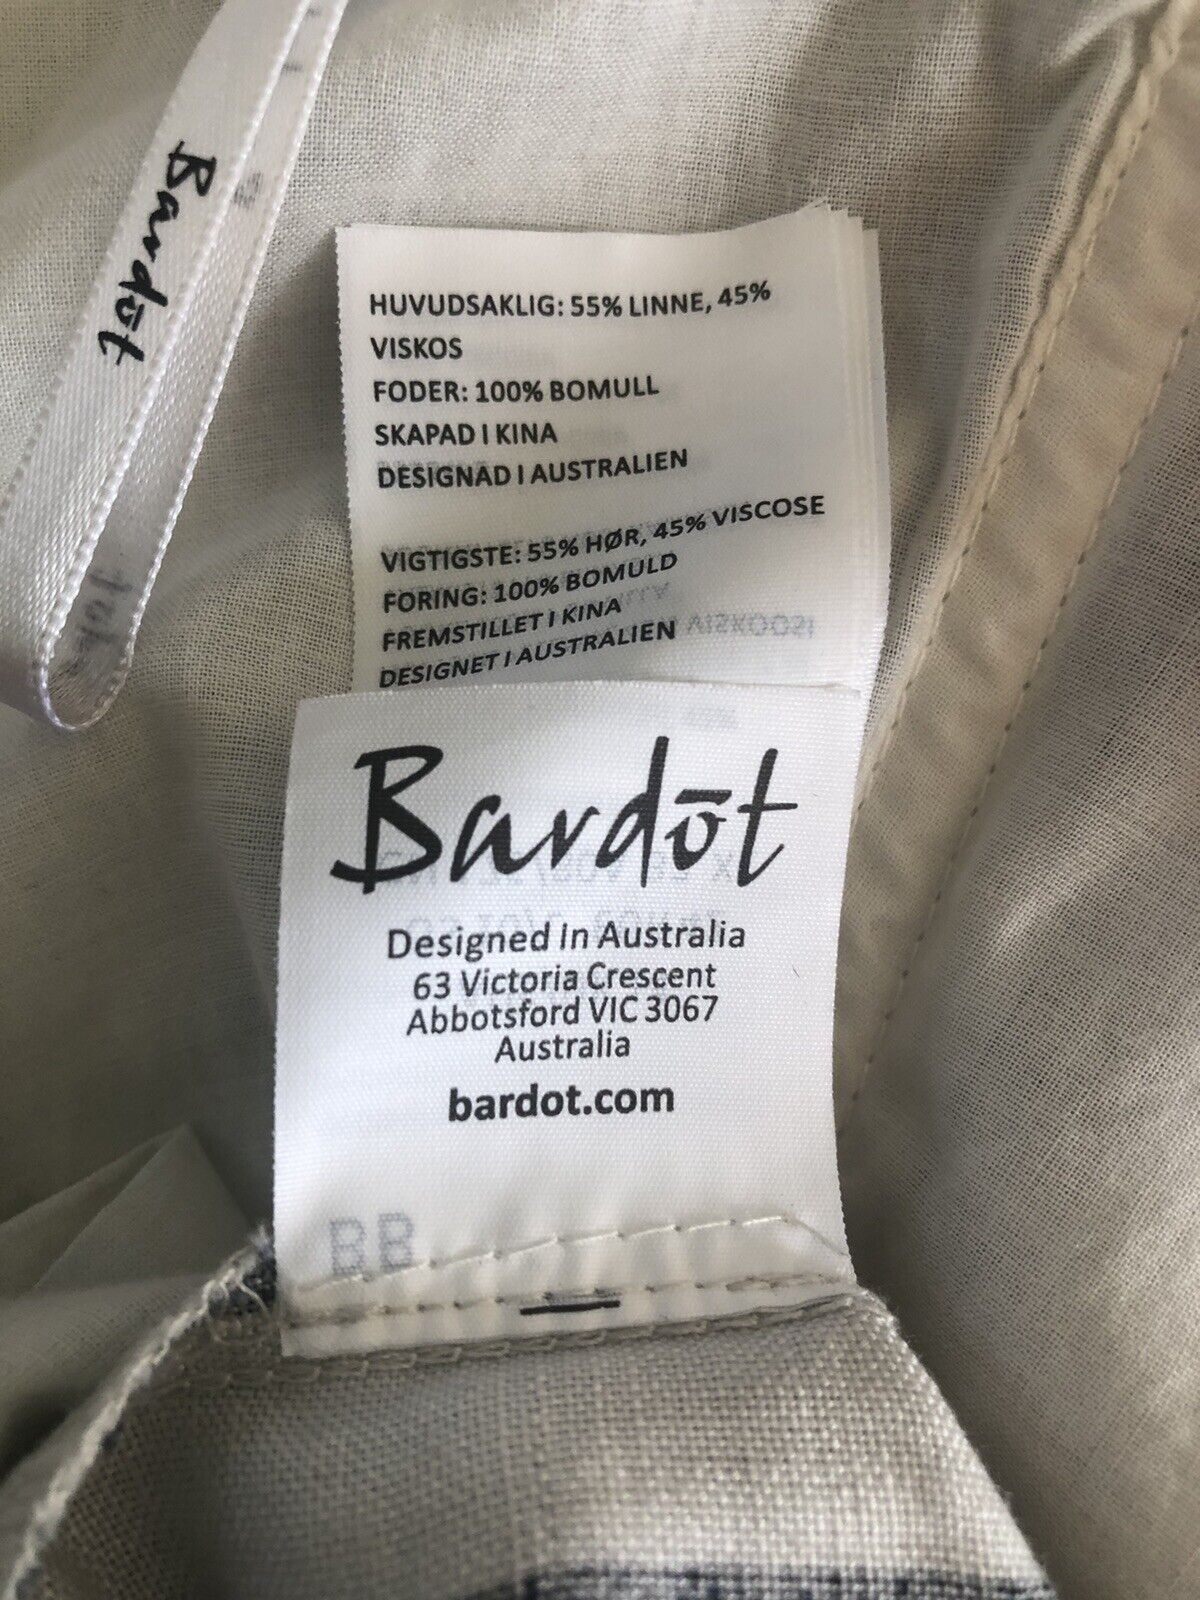 Bardōt
HUVUDSAKLIG: 55% LINNE, 45%
VISKOS
FODER: 100% BOMULL
SKAPAD I KINA
DESIGNAD I AUSTRALIEN
VIGTIGSTE: 55% HØR, 45% VISCOSE
FORING: 100% BOMULD
FREMSTILLET I KINA
DESIGNET I AUSTRALIEN
Bardōt
Designed In Australia
63 Victoria Crescent
Abbotsford VIC 3067
Australia
bardot.com
BB